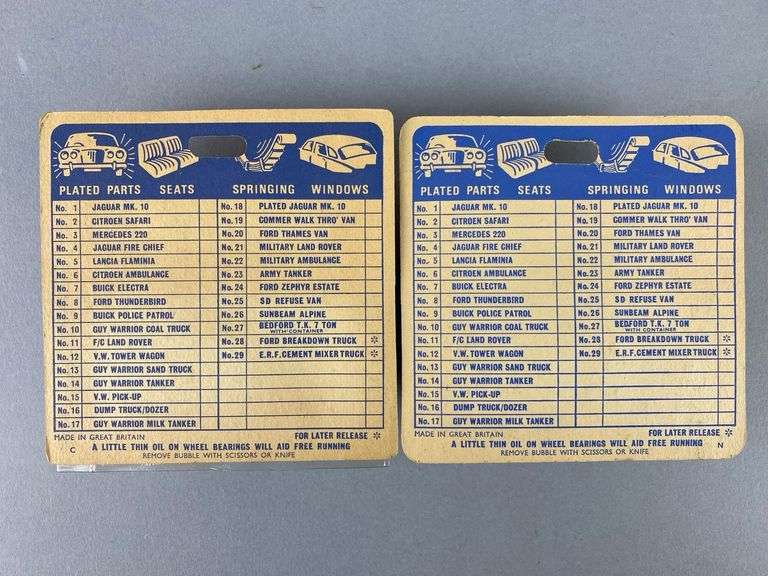 PLATED PARTS SEATS SPRINGING WINDOWS
No. 1 JAGUAR MK. 10
No. 2 CITROEN SAFARI
No. 3 MERCEDES 220
No. 4 JAGUAR FIRE CHIEF
No. 5 LANCIA FLAMINIA
No. 6 CITROEN AMBULANCE
No. 7 BUICK ELECTRA
No. 8 FORD THUNDERBIRD
No. 9 BUICK POLICE PATROL
No. 10 GUY WARRIOR COAL TRUCK
No. 11 F/C LAND ROVER
No. 12 V.W. TOWER WAGON
No. 13 GUY WARRIOR SAND TRUCK
No. 14 GUY WARRIOR TANKER
No. 15 V.W. PICK-UP
No. 16 DUMP TRUCK/DOZER
No. 17 GUY WARRIOR MILK TANKER
No. 18 PLATED JAGUAR MK. 10
No. 19 COMMER WALK THRO' VAN
No. 20 FORD THAMES VAN
No. 21 MILITARY LAND ROVER
No. 22 MILITARY AMBULANCE
No. 23 ARMY TANKER
No. 24 FORD ZEPHYR ESTATE
No. 25 SD REFUSE VAN
No. 26 SUNBEAM ALPINE
No. 27 BEDFORD T.K. 7 TON
WITH CONTAINER
No. 28 FORD BREAKDOWN TRUCK *
No. 29 E.R.F. CEMENT MIXER TRUCK *
MADE IN GREAT BRITAIN FOR LATER RELEASE *
C A LITTLE THIN OIL ON WHEEL BEARINGS WILL AID FREE RUNNING
REMOVE BUBBLE WITH SCISSORS OR KNIFE
PLATED PARTS SEATS SPRINGING WINDOWS
No. 1 JAGUAR MK. 10
No. 2 CITROEN SAFARI
No. 3 MERCEDES 220
No. 4 JAGUAR FIRE CHIEF
No. 5 LANCIA FLAMINIA
No. 6 CITROEN AMBULANCE
No. 7 BUICK ELECTRA
No. 8 FORD THUNDERBIRD
No. 9 BUICK POLICE PATROL
No. 10 GUY WARRIOR COAL TRUCK
No. 11 F/C LAND ROVER
No. 12 V.W. TOWER WAGON
No. 13 GUY WARRIOR SAND TRUCK
No. 14 GUY WARRIOR TANKER
No. 15 V.W. PICK-UP
No. 16 DUMP TRUCK/DOZER
No. 17 GUY WARRIOR MILK TANKER
No. 18 PLATED JAGUAR MK. 10
No. 19 COMMER WALK THRO' VAN
No. 20 FORD THAMES VAN
No. 21 MILITARY LAND ROVER
No. 22 MILITARY AMBULANCE
No. 23 ARMY TANKER
No. 24 FORD ZEPHYR ESTATE
No. 25 SD REFUSE VAN
No. 26 SUNBEAM ALPINE
No. 27 BEDFORD T.K. 7 TON
WITH CONTAINER
No. 28 FORD BREAKDOWN TRUCK *
No. 29 E.R.F. CEMENT MIXER TRUCK *
MADE IN GREAT BRITAIN FOR LATER RELEASE *
A LITTLE THIN OIL ON WHEEL BEARINGS WILL AID FREE RUNNING N
REMOVE BUBBLE WITH SCISSORS OR KNIFE